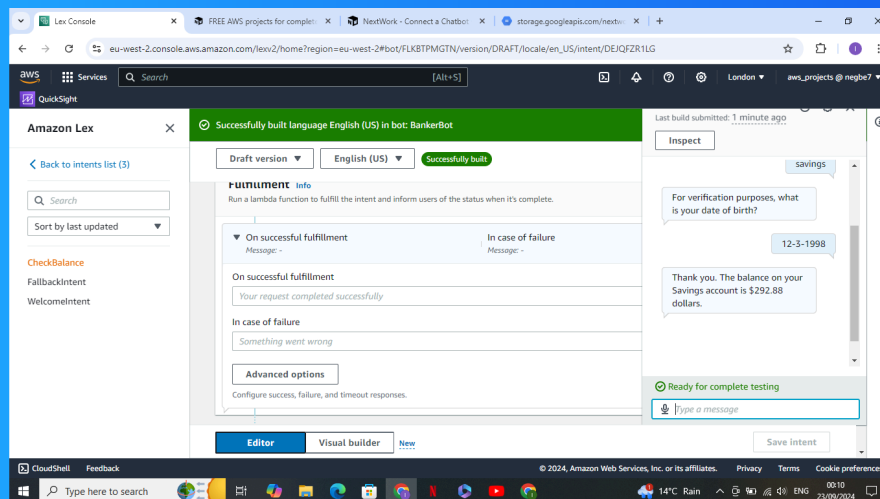 Lex Console
FREE AWS projects for complete
NextWork - Connect a Chatbot
storage.googleapis.com/nextw
eu-west-2.console.aws.amazon.com/lexv2/home?region=eu-west-2#bot/FLKBTPMGTN/version/DRAFT/locale/en_US/intent/DEJQFZR1LG
aws
Services
Search
[Alt+S]
London
aws_projects @ negbe7
QuickSight
Amazon Lex
Successfully built language English (US) in bot: BankerBot
Last build submitted: 1 minute ago
Inspect
Back to intents list (3)
Draft version
English (US)
Successfully built
Search
Sort by last updated
CheckBalance
FallbackIntent
WelcomeIntent
Fulfillment Info
Run a lambda function to fulfill the intent and inform users of the status when it's complete.
On successful fulfillment
Message: -
In case of failure
Message: -
On successful fulfillment
Your request completed successfully
In case of failure
Something went wrong
Advanced options
Configure success, failure, and timeout responses.
savings
For verification purposes, what
is your date of birth?
12-3-1998
Thank you. The balance on your
Savings account is $292.88
dollars.
Ready for complete testing
Type a message
Editor
Visual builder
New
Save intent
CloudShell
Feedback
© 2024, Amazon Web Services, Inc. or its affiliates.
Privacy
Terms
Cookie preferences
Type here to search
14°C Rain
ENG
00:10
23/09/2024